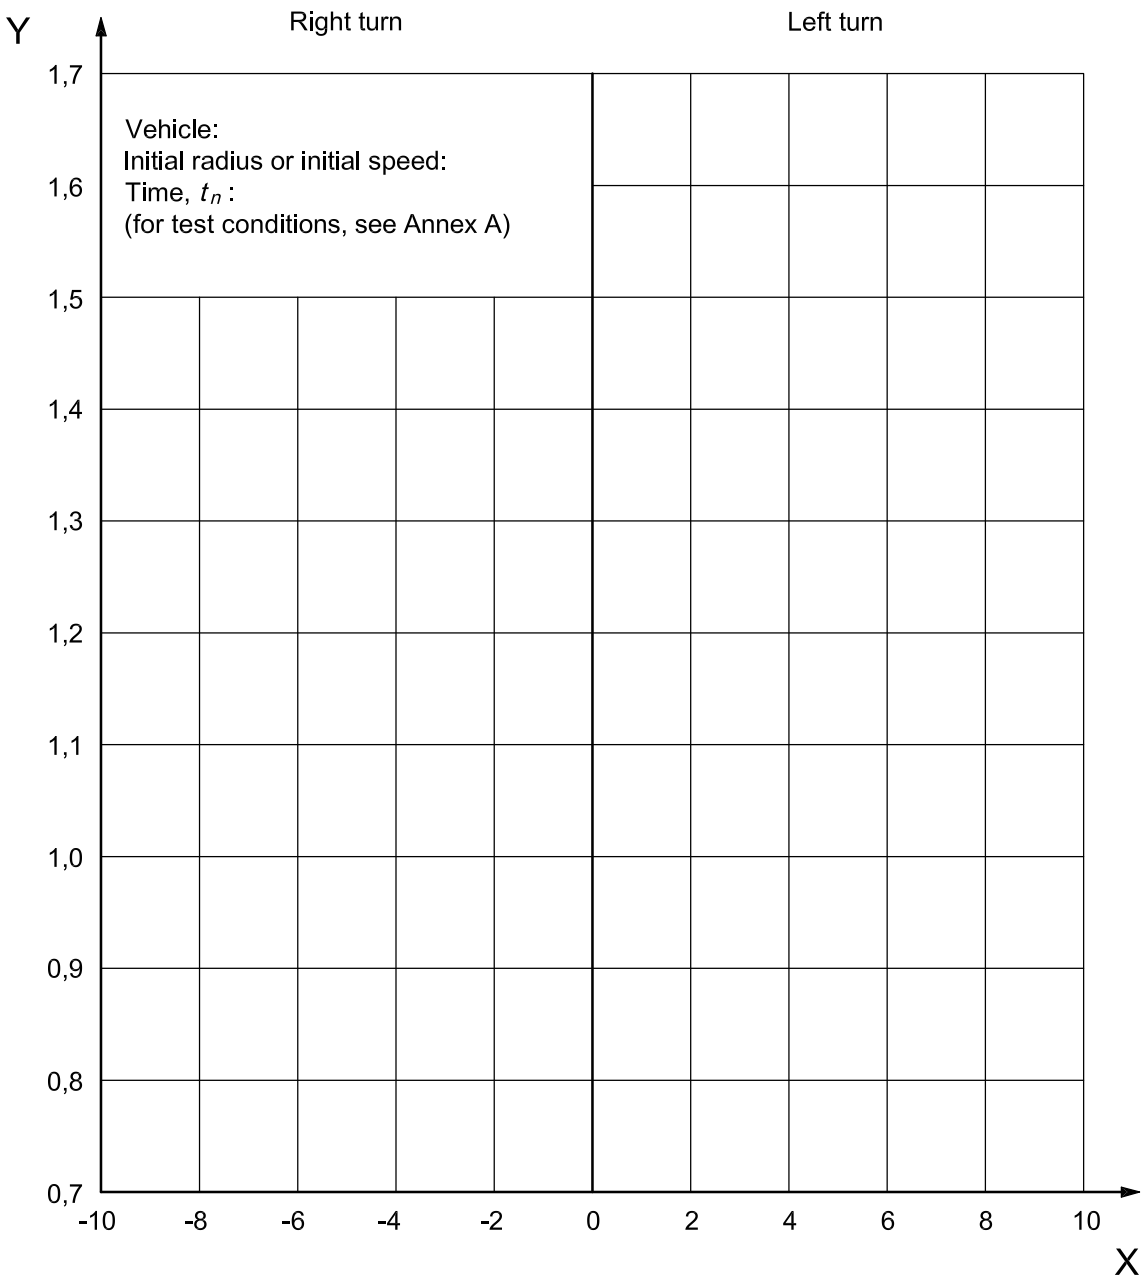 Y
Right turn
Left turn
1,7
Vehicle:
Initial radius or initial speed:
1,6
Time, tn :
(for test conditions, see Annex A)
1,5
1,4
1,3
1,2
1,1
1,0
0,9
0,8
0,7
-10 -8 -6 -4 -2 0 2 4 6 8 10
X